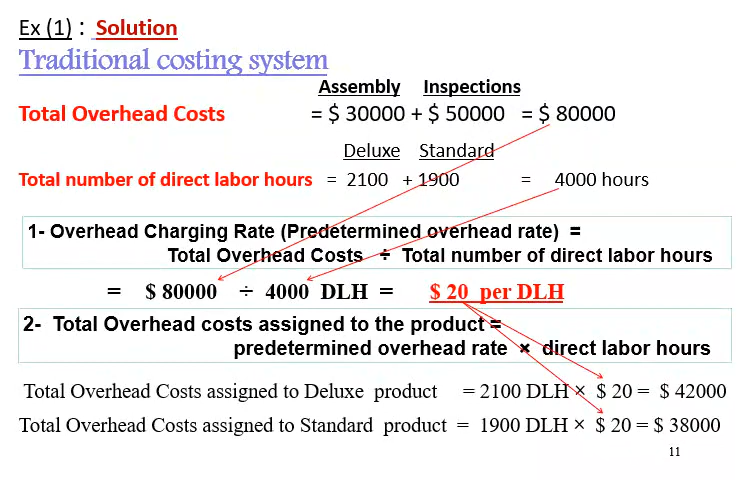 Ex (1) : Solution
Traditional costing system
Assembly Inspections
Total Overhead Costs = $ 30000 + $ 50000 = $ 80000
Deluxe Standard
Total number of direct labor hours = 2100 + 1900 = 4000 hours
1- Overhead Charging Rate (Predetermined overhead rate) =
Total Overhead Costs ÷ Total number of direct labor hours
= $ 80000 ÷ 4000 DLH = $ 20 per DLH
2- Total Overhead costs assigned to the product =
predetermined overhead rate × direct labor hours
Total Overhead Costs assigned to Deluxe product = 2100 DLH × $ 20 = $ 42000
Total Overhead Costs assigned to Standard product = 1900 DLH × $ 20 = $ 38000
11